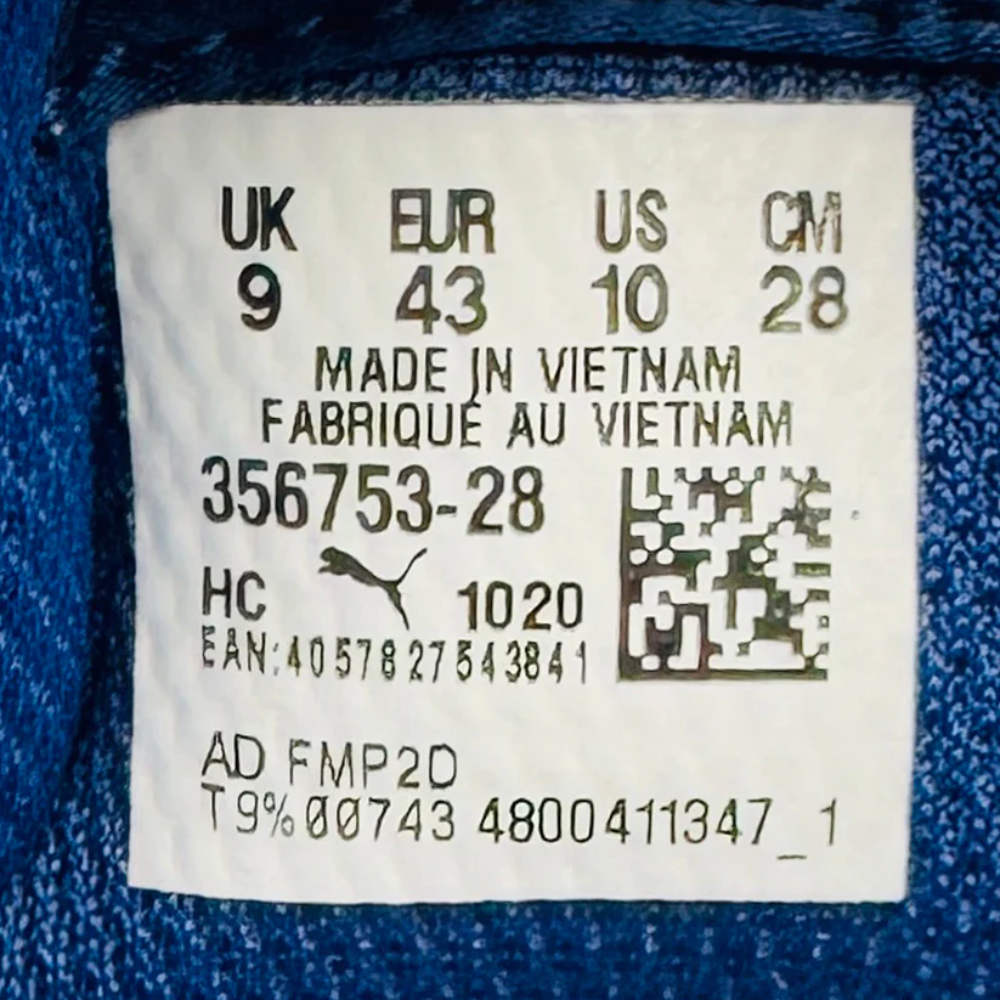 UK EUR US CM
9 43 10 28
MADE IN VIETNAM
FABRIQUÉ AU VIETNAM
356753-28
HC 1020
EAN:4057827543841
AD FMP2D
T9%00743 4800411347_1